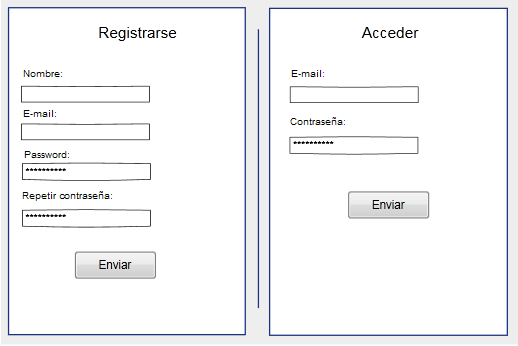 Registrarse
Nombre:
E-mail:
Password:
**********
Repetir contraseña:
**********
Enviar
Acceder
E-mail:
Contraseña:
**********
Enviar